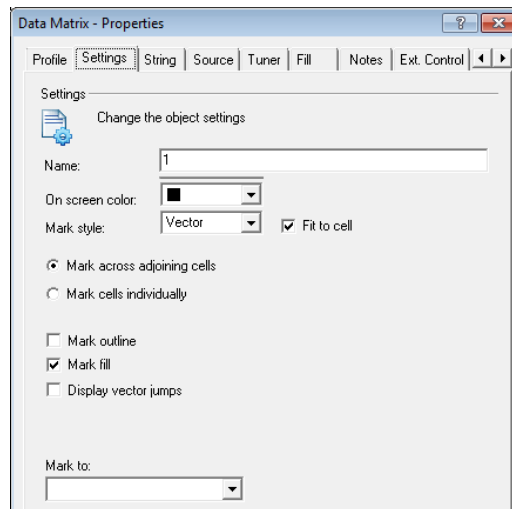 Data Matrix - Properties
Profile Settings String Source Tuner Fill Notes Ext. Control
Settings
Change the object settings
Name: 1
On screen color:
Mark style: Vector Fit to cell
Mark across adjoining cells
Mark cells individually
Mark outline
Mark fill
Display vector jumps
Mark to: